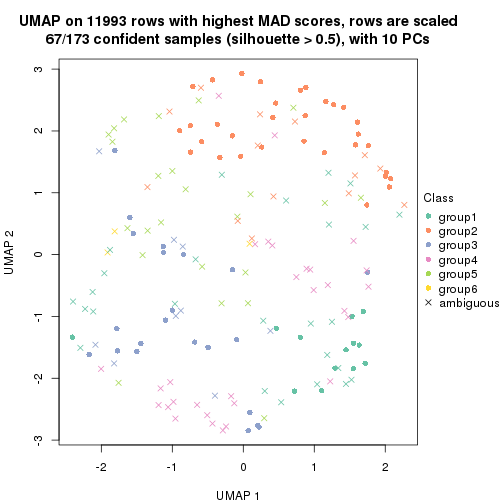 UMAP on 11993 rows with highest MAD scores, rows are scaled
67/173 confident samples (silhouette > 0.5), with 10 PCs
3
2
1
0
-1
-2
-3
UMAP 2
-2
-1
0
1
2
UMAP 1
Class
group1
group2
group3
group4
group5
group6
ambiguous